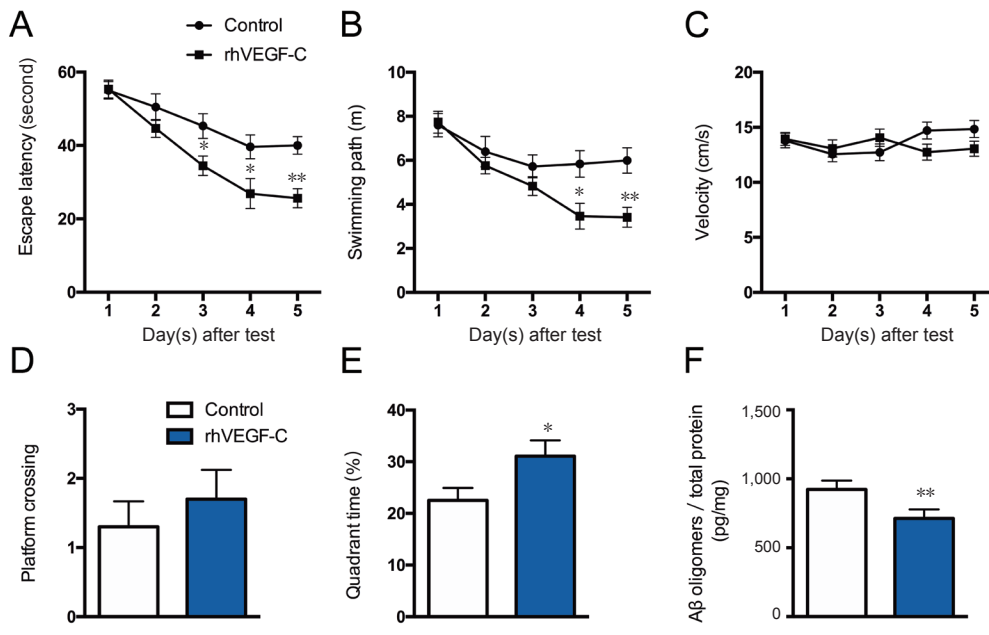 A
Control
rhVEGF-C
B
C
Escape latency (second)
60
40
20
0
*
*
**
1 2 3 4 5
Day(s) after test
Swimming path (m)
10
8
6
4
2
0
*
**
1 2 3 4 5
Day(s) after test
Velocity (cm/s)
20
15
10
5
0
1 2 3 4 5
Day(s) after test
D
Control
rhVEGF-C
Platform crossing
3
2
1
0
E
Quadrant time (%)
40
30
20
10
0
*
F
Aβ oligomers / total protein
(pg/mg)
1,500
1,000
500
0
**